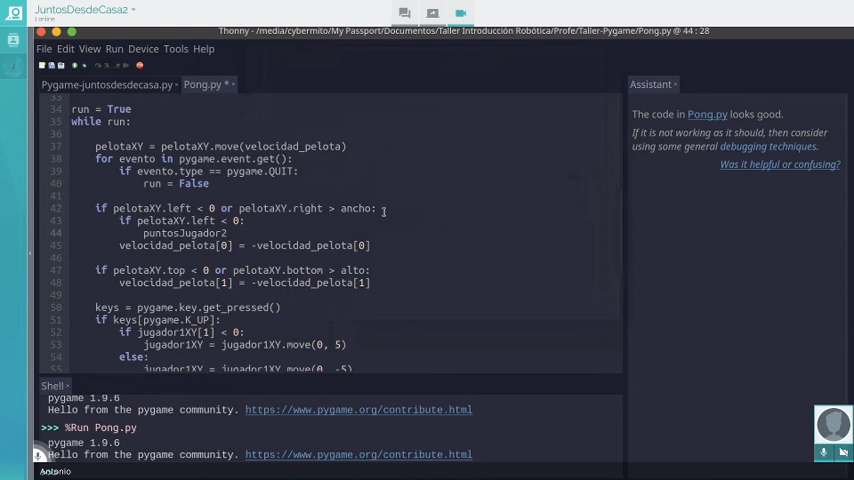 JuntosDesdeCasa2
1 online
Thonny - /media/cybermito/My Passport/Documentos/Taller Introducción Robótica/Profe/Taller-Pygame/Pong.py @ 44 : 28
File Edit View Run Device Tools Help
Pygame-juntosdesdecasa.py × Pong.py * ×
Assistant ×
33
34 run = True
35 while run:
36
37 pelotaXY = pelotaXY.move(velocidad_pelota)
38 for evento in pygame.event.get():
39 if evento.type == pygame.QUIT:
40 run = False
41
42 if pelotaXY.left < 0 or pelotaXY.right > ancho:
43 if pelotaXY.left < 0:
44 puntosJugador2
45 velocidad_pelota[0] = -velocidad_pelota[0]
46
47 if pelotaXY.top < 0 or pelotaXY.bottom > alto:
48 velocidad_pelota[1] = -velocidad_pelota[1]
49
50 keys = pygame.key.get_pressed()
51 if keys[pygame.K_UP]:
52 if jugador1XY[1] < 0:
53 jugador1XY = jugador1XY.move(0, 5)
54 else:
55 jugador1XY = jugador1XY.move(0, -5)
The code in Pong.py looks good.
If it is not working as it should, then consider
using some general debugging techniques.
Was it helpful or confusing?
Shell ×
pygame 1.9.6
Hello from the pygame community. https://www.pygame.org/contribute.html
>>> %Run Pong.py
pygame 1.9.6
Hello from the pygame community. https://www.pygame.org/contribute.html
Antonio